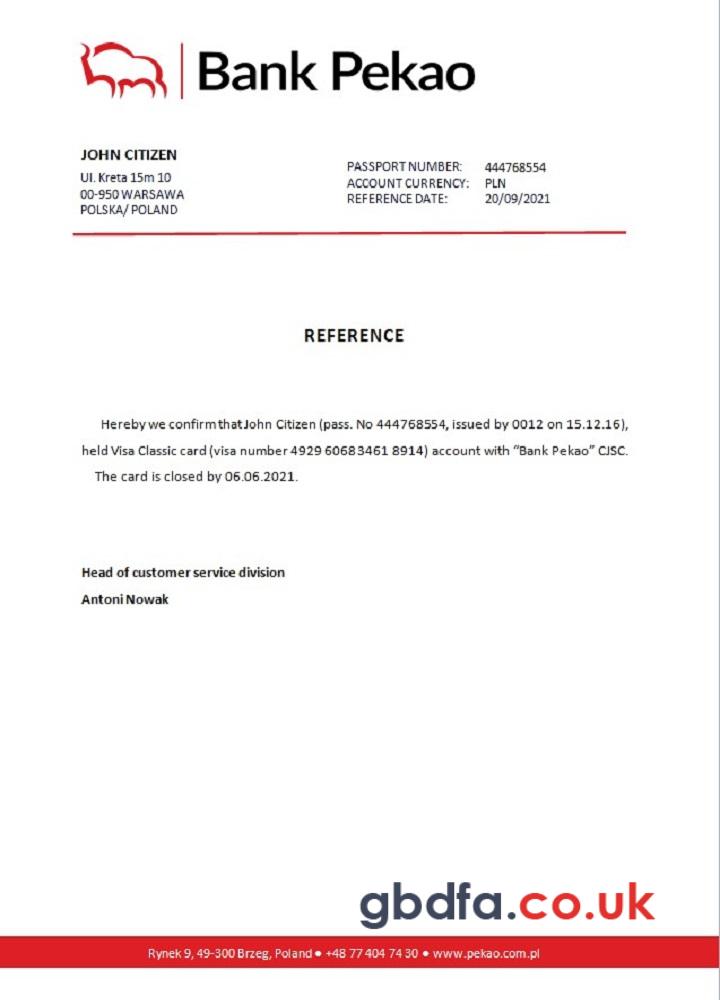 Bank Pekao
JOHN CITIZEN
Ul. Kreta 15m 10
00-950 WARSAWA
POLSKA/ POLAND
PASSPORT NUMBER: 444768554
ACCOUNT CURRENCY: PLN
REFERENCE DATE: 20/09/2021
REFERENCE
Hereby we confirm that John Citizen (pass. No 444768554, issued by 0012 on 15.12.16),
held Visa Classic card (visa number 4929 60683461 8914) account with “Bank Pekao” CJSC.
The card is closed by 06.06.2021.
Head of customer service division
Antoni Nowak
gbdfa.co.uk
Rynek 9, 49-300 Brzeg, Poland • +48 77 404 74 30 • www.pekao.com.pl